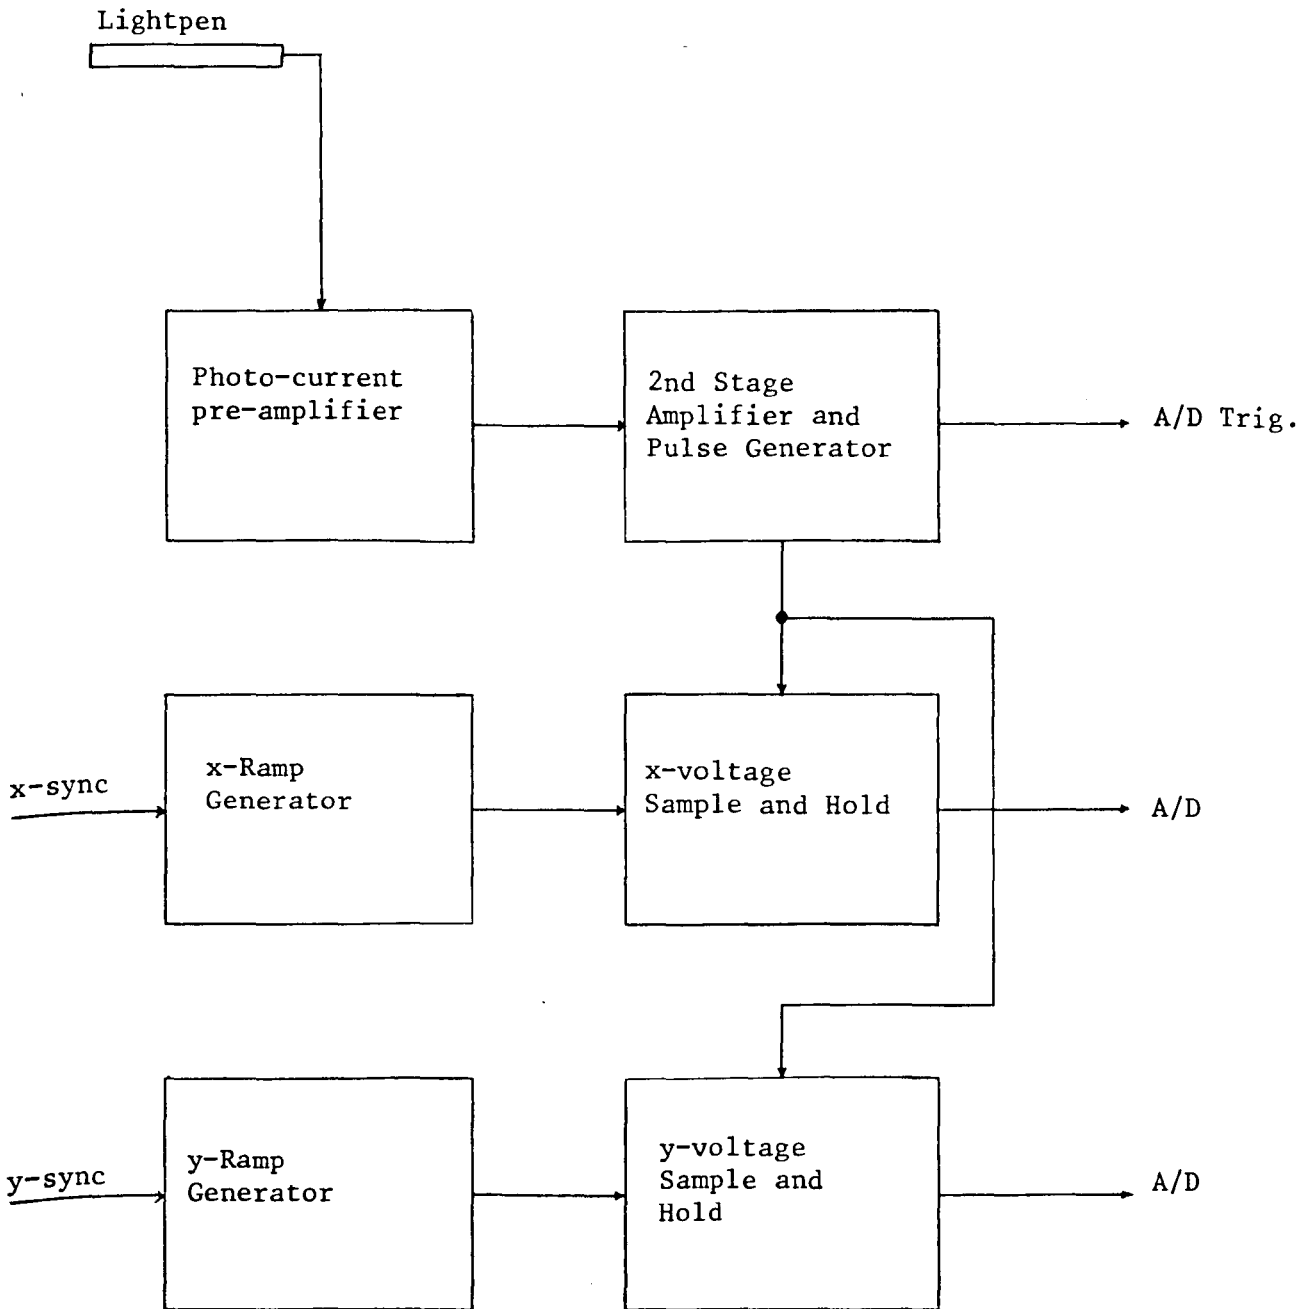 Lightpen
Photo-current
pre-amplifier
2nd Stage
Amplifier and
Pulse Generator
A/D Trig.
x-sync
x-Ramp
Generator
x-voltage
Sample and Hold
A/D
y-sync
y-Ramp
Generator
y-voltage
Sample and
Hold
A/D